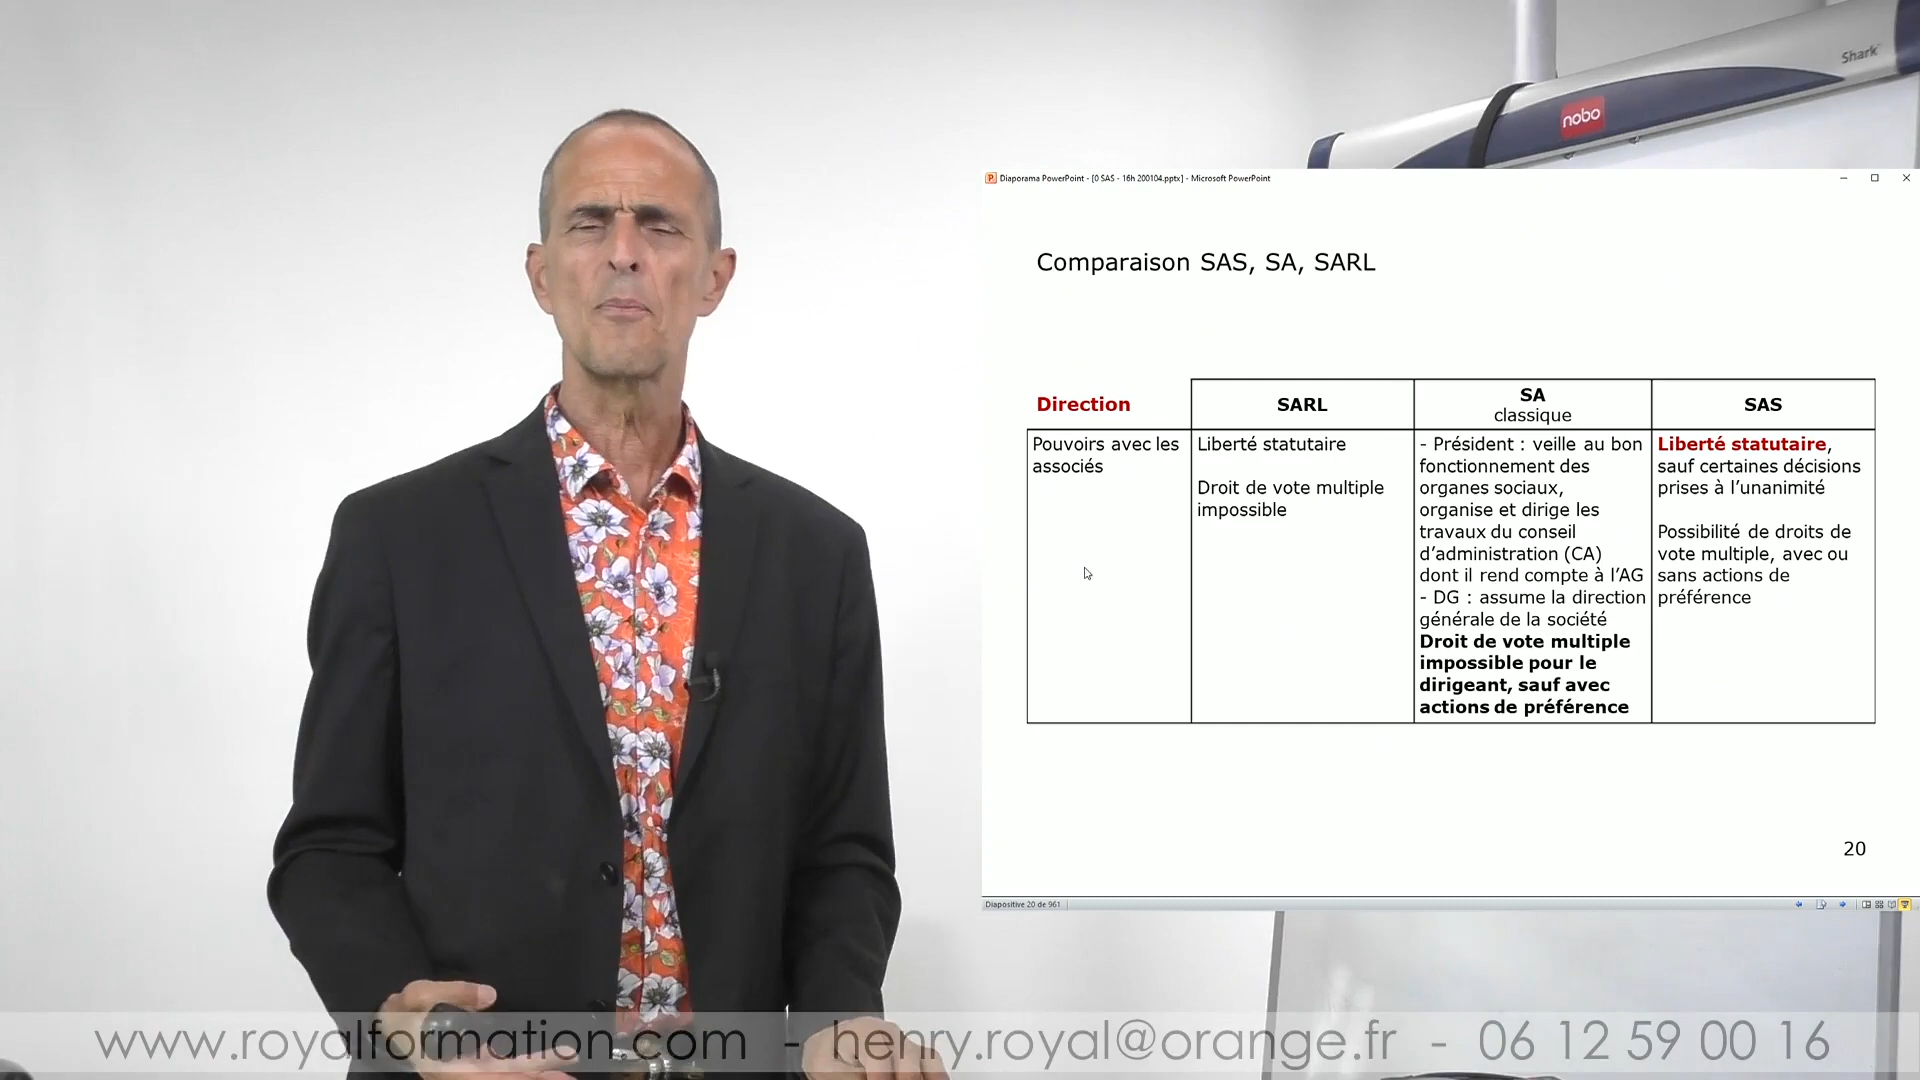 Shark™
nobo
Diaporama PowerPoint - [0 SAS - 16h 200104.pptx] - Microsoft PowerPoint
Comparaison SAS, SA, SARL
Direction
SARL
SA
classique
SAS
Pouvoirs avec les
associés
Liberté statutaire
Droit de vote multiple
impossible
- Président : veille au bon
fonctionnement des
organes sociaux,
organise et dirige les
travaux du conseil
d’administration (CA)
dont il rend compte à l’AG
- DG : assume la direction
générale de la société
Droit de vote multiple
impossible pour le
dirigeant, sauf avec
actions de préférence
Liberté statutaire,
sauf certaines décisions
prises à l’unanimité
Possibilité de droits de
vote multiple, avec ou
sans actions de
préférence
20
Diapositive 20 de 961
www.royalformation.com - henry.royal@orange.fr - 06 12 59 00 16